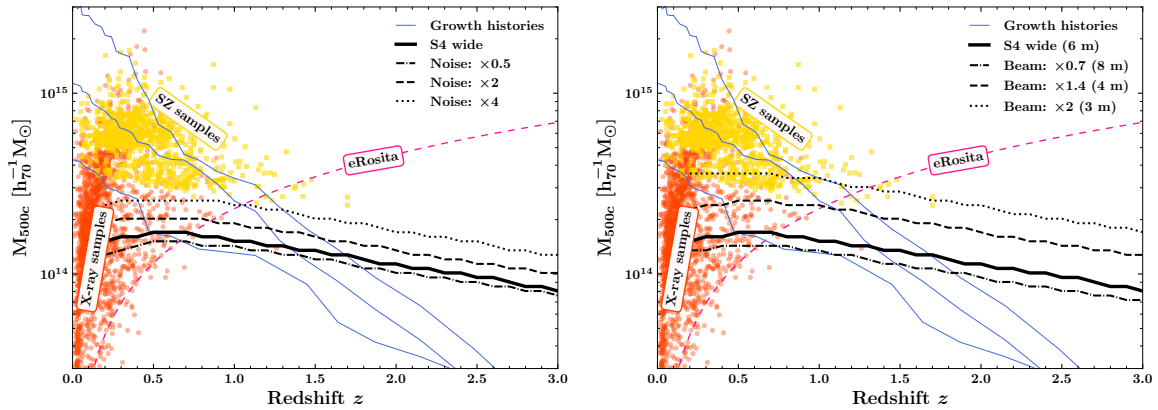 Growth histories
S4 wide
Noise: ×0.5
Noise: ×2
Noise: ×4
SZ samples
eRosita
X-ray samples
M500c [h70^-1 M⊙]
10^15
10^14
0.0 0.5 1.0 1.5 2.0 2.5 3.0
Redshift z
Growth histories
S4 wide (6 m)
Beam: ×0.7 (8 m)
Beam: ×1.4 (4 m)
Beam: ×2 (3 m)
SZ samples
eRosita
X-ray samples
M500c [h70^-1 M⊙]
10^15
10^14
0.0 0.5 1.0 1.5 2.0 2.5 3.0
Redshift z